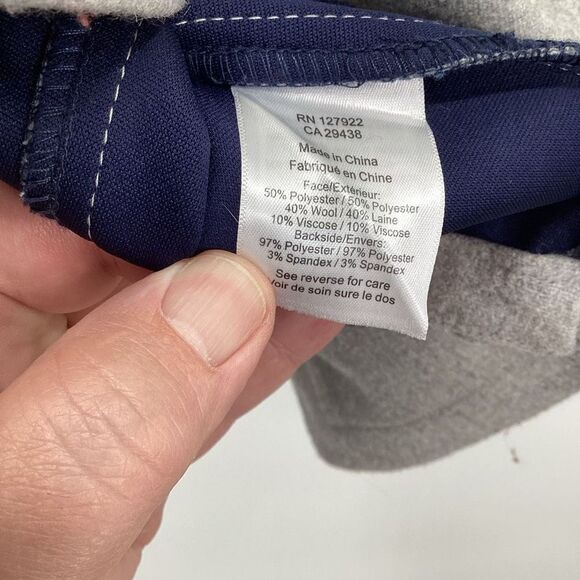 RN 127922
CA 29438
Made in China
Fabriqué en Chine
Face/Extérieur:
50% Polyester / 50% Polyester
40% Wool / 40% Laine
10% Viscose / 10% Viscose
Backside/Envers:
97% Polyester / 97% Polyester
3% Spandex / 3% Spandex
See reverse for care
Voir de soin sure le dos